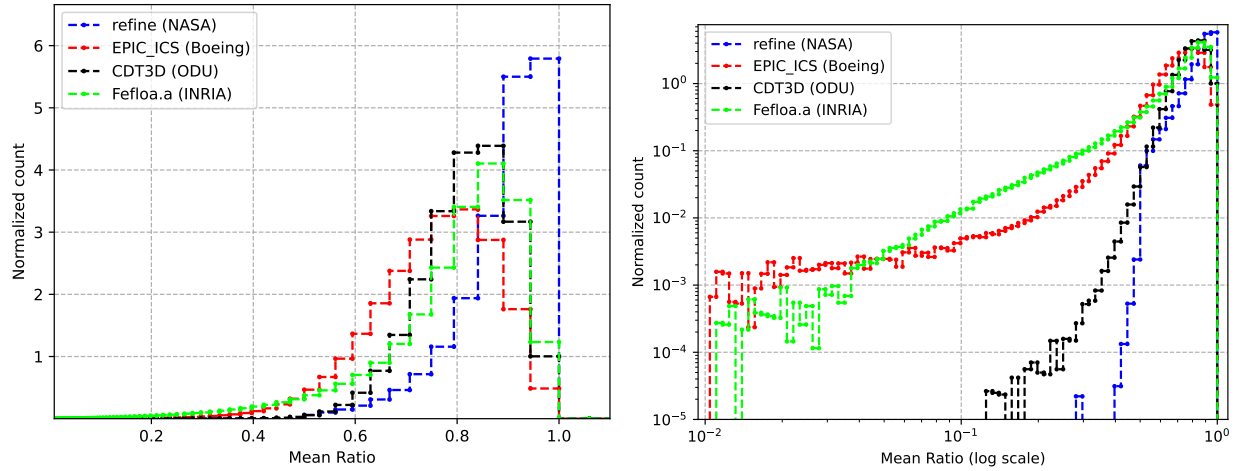 refine (NASA)
EPIC_ICS (Boeing)
CDT3D (ODU)
Fefloa.a (INRIA)
Normalized count
6
5
4
3
2
1
0.2
0.4
0.6
0.8
1.0
Mean Ratio
refine (NASA)
EPIC_ICS (Boeing)
CDT3D (ODU)
Fefloa.a (INRIA)
Normalized count
10⁰
10⁻¹
10⁻²
10⁻³
10⁻⁴
10⁻⁵
10⁻²
10⁻¹
10⁰
Mean Ratio (log scale)